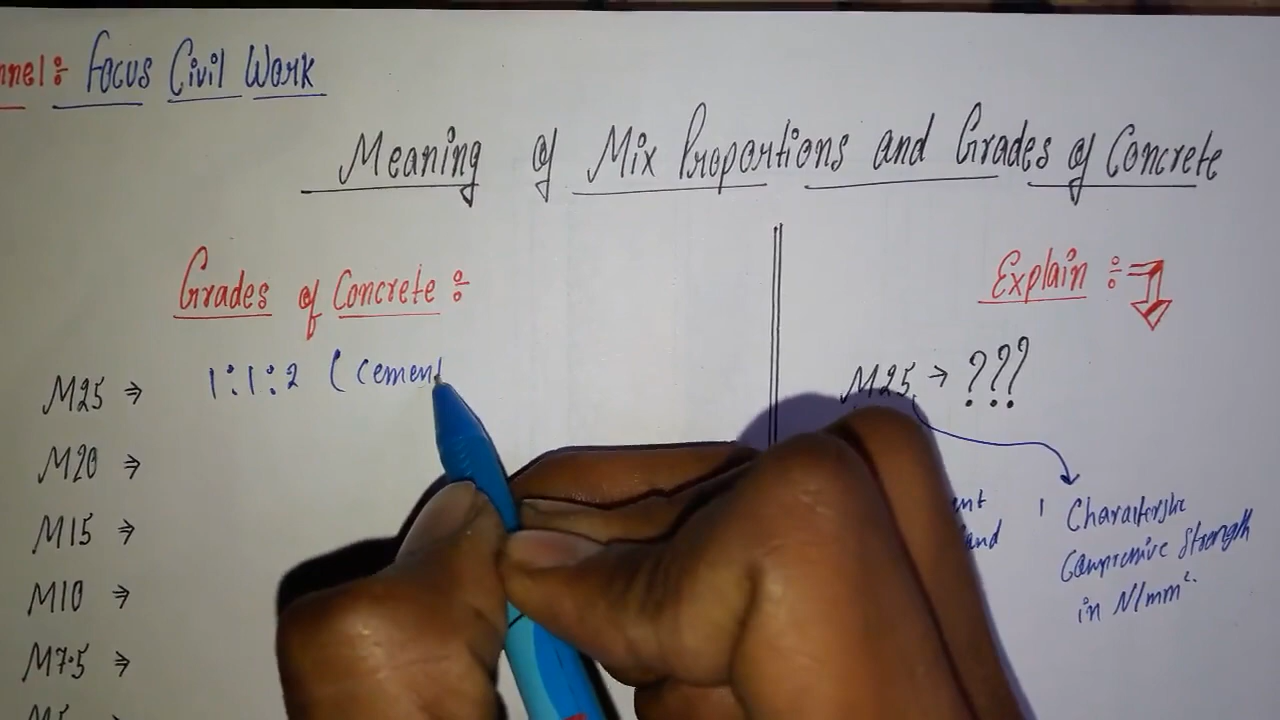 nnel:- Focus Civil Work
Meaning of Mix Proportions and Grades of Concrete
Grades of Concrete :-
Explain :-
M25 ⇒ 1:1:2 (Cement
M20 ⇒
M15 ⇒
M10 ⇒
M7.5 ⇒
M5
M25 → ???
ent
and
Characterstic
Compressive Strength
in N/mm²